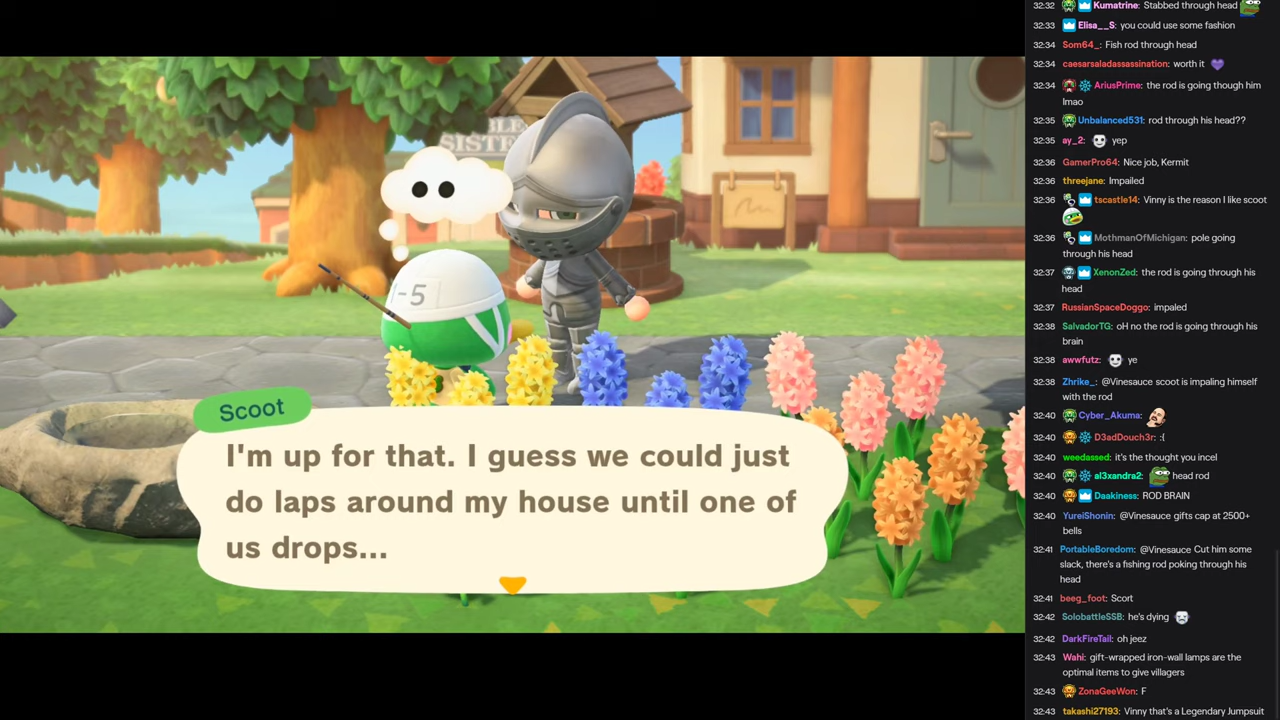 BLE
SISTE
-5
Scoot
I'm up for that. I guess we could just
do laps around my house until one of
us drops...
32:32 Kumatrine: Stabbed through head
32:33 Elisa__S: you could use some fashion
32:34 Som64_: Fish rod through head
32:34 caesarsaladassassination: worth it
32:34 AriusPrime: the rod is going though him
lmao
32:35 Unbalanced531: rod through his head??
32:35 ay_2: yep
32:36 GamerPro64: Nice job, Kermit
32:36 threejane: Impailed
32:36 tscastle14: Vinny is the reason I like scoot
32:36 MothmanOfMichigan: pole going
through his head
32:37 XenonZed: the rod is going through his
head
32:37 RussianSpaceDoggo: impaled
32:38 SalvadorTG: oH no the rod is going through his
brain
32:38 awwfutz: ye
32:38 Zhrike_: @Vinesauce scoot is impaling himself
with the rod
32:40 Cyber_Akuma:
32:40 D3adDouch3r: :(
32:40 weedassed: it's the thought you incel
32:40 al3xandra2: head rod
32:40 Daakiness: ROD BRAIN
32:40 YureiShonin: @Vinesauce gifts cap at 2500+
bells
32:41 PortableBoredom: @Vinesauce Cut him some
slack, there's a fishing rod poking through his
head
32:41 beeg_foot: Scort
32:42 SolobattleSSB: he's dying
32:42 DarkFireTail: oh jeez
32:43 Wahi: gift-wrapped iron-wall lamps are the
optimal items to give villagers
32:43 ZonaGeeWon: F
32:43 takashi27193: Vinny that's a Legendary Jumpsuit